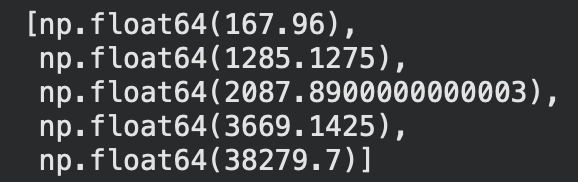 [np.float64(167.96),
np.float64(1285.1275),
np.float64(2087.8900000000003),
np.float64(3669.1425),
np.float64(38279.7)]